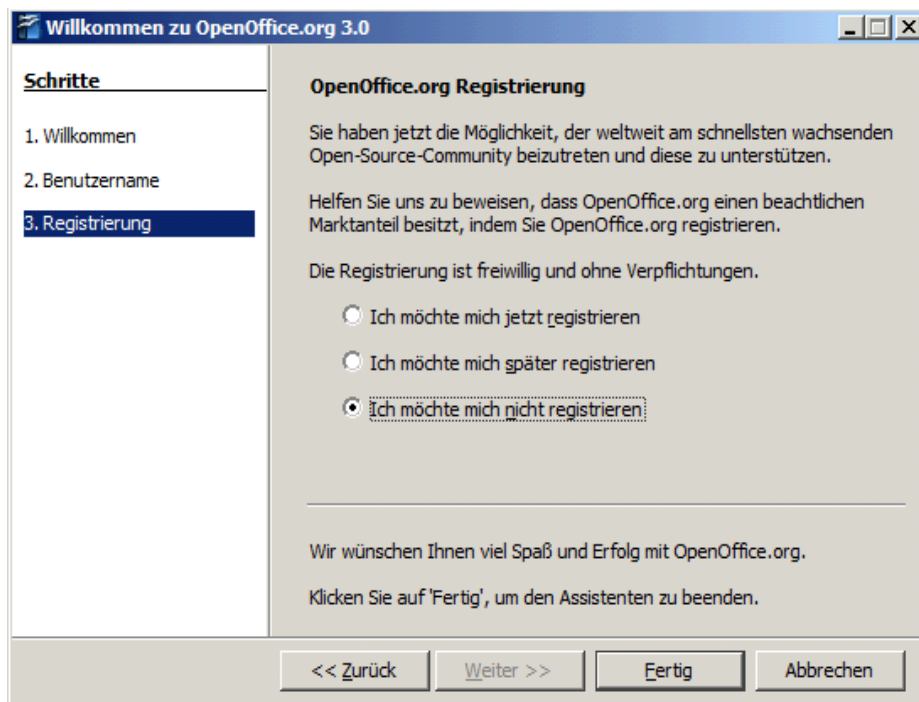 Willkommen zu OpenOffice.org 3.0
Schritte
1. Willkommen
2. Benutzername
3. Registrierung
OpenOffice.org Registrierung
Sie haben jetzt die Möglichkeit, der weltweit am schnellsten wachsenden
Open-Source-Community beizutreten und diese zu unterstützen.
Helfen Sie uns zu beweisen, dass OpenOffice.org einen beachtlichen
Marktanteil besitzt, indem Sie OpenOffice.org registrieren.
Die Registrierung ist freiwillig und ohne Verpflichtungen.
Ich möchte mich jetzt registrieren
Ich möchte mich später registrieren
Ich möchte mich nicht registrieren
Wir wünschen Ihnen viel Spaß und Erfolg mit OpenOffice.org.
Klicken Sie auf 'Fertig', um den Assistenten zu beenden.
<< Zurück Weiter >> Fertig Abbrechen